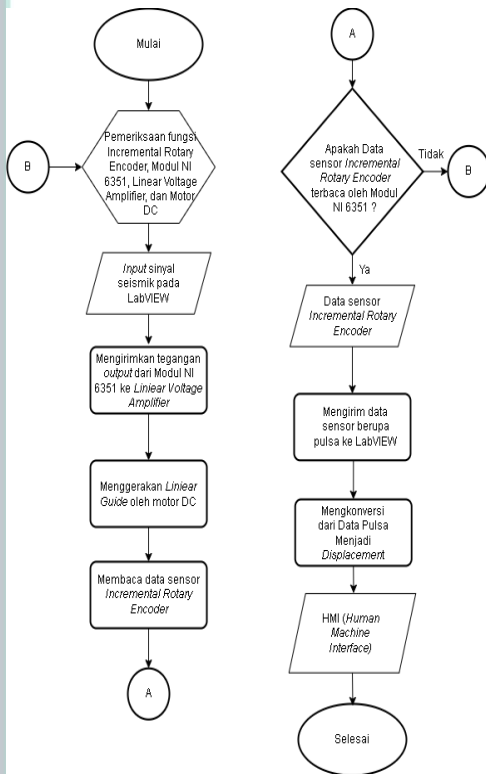 Mulai
B
Pemeriksaan fungsi
Incremental Rotary
Encoder, Modul NI
6351, Linear Voltage
Amplifier, dan Motor
DC
Input sinyal
seismik pada
LabVIEW
Mengirimkan tegangan
output dari Modul NI
6351 ke Liniear Voltage
Amplifier
Menggerakan Liniear
Guide oleh motor DC
Membaca data sensor
Incremental Rotary
Encoder
A
A
Apakah Data
sensor Incremental
Rotary Encoder
terbaca oleh Modul
NI 6351 ?
Tidak
B
Ya
Data sensor
Incremental Rotary
Encoder
Mengirim data
sensor berupa
pulsa ke LabVIEW
Mengkonversi
dari Data Pulsa
Menjadi
Displacement
HMI (Human
Machine
Interface)
Selesai